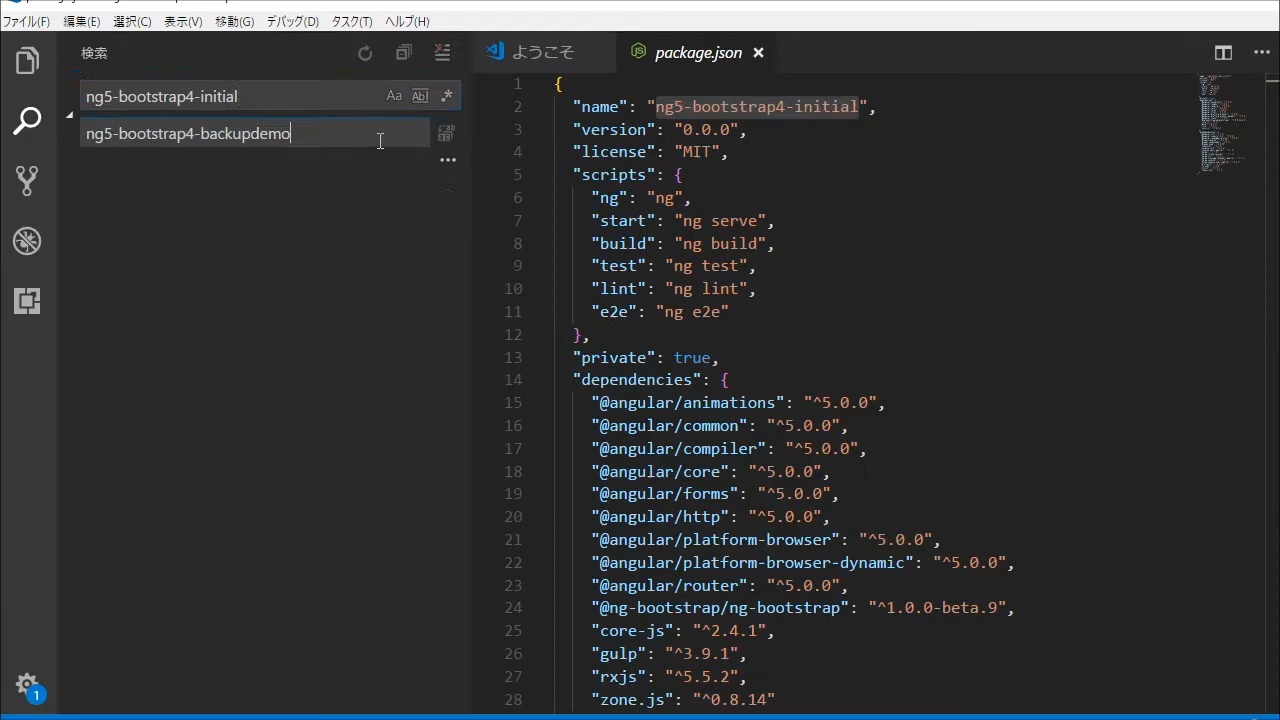 ファイル(F) 編集(E) 選択(C) 表示(V) 移動(G) デバッグ(D) タスク(T) ヘルプ(H)
検索
ng5-bootstrap4-initial Aa Abl .*
ng5-bootstrap4-backupdemo
1
ようこそ package.json
1 {
2 "name": "ng5-bootstrap4-initial",
3 "version": "0.0.0",
4 "license": "MIT",
5 "scripts": {
6 "ng": "ng",
7 "start": "ng serve",
8 "build": "ng build",
9 "test": "ng test",
10 "lint": "ng lint",
11 "e2e": "ng e2e"
12 },
13 "private": true,
14 "dependencies": {
15 "@angular/animations": "^5.0.0",
16 "@angular/common": "^5.0.0",
17 "@angular/compiler": "^5.0.0",
18 "@angular/core": "^5.0.0",
19 "@angular/forms": "^5.0.0",
20 "@angular/http": "^5.0.0",
21 "@angular/platform-browser": "^5.0.0",
22 "@angular/platform-browser-dynamic": "^5.0.0",
23 "@angular/router": "^5.0.0",
24 "@ng-bootstrap/ng-bootstrap": "^1.0.0-beta.9",
25 "core-js": "^2.4.1",
26 "gulp": "^3.9.1",
27 "rxjs": "^5.5.2",
28 "zone.js": "^0.8.14"